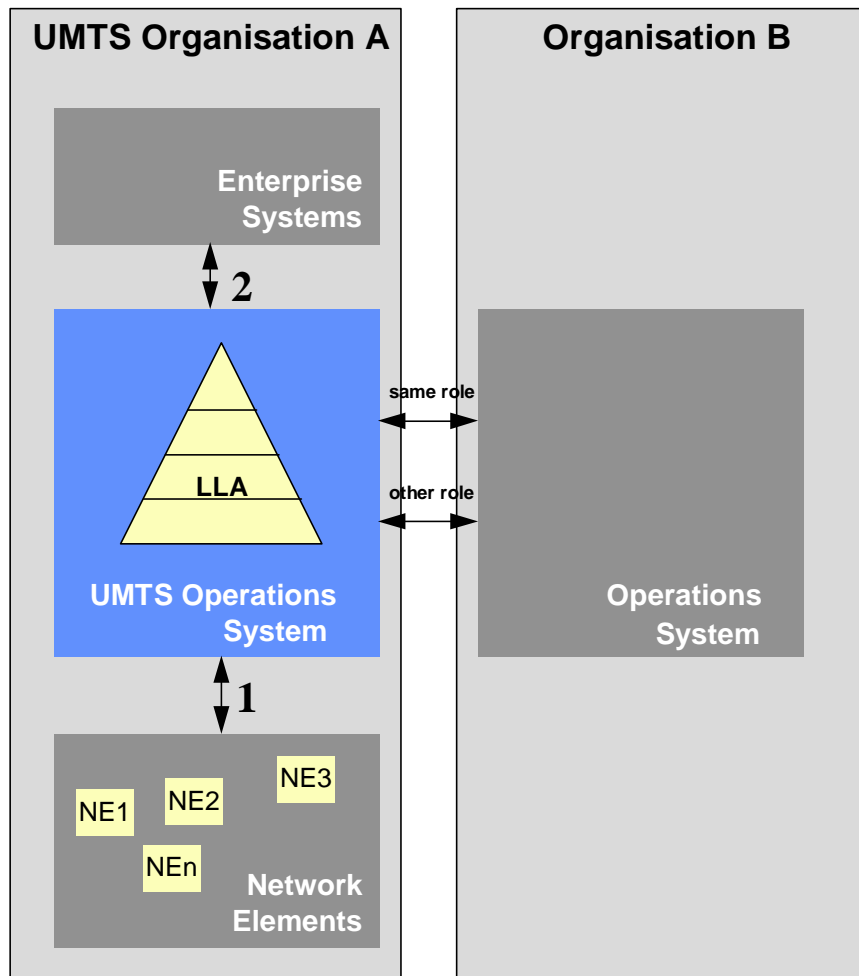 UMTS Organisation A
Organisation B
Enterprise
Systems
2
same role
LLA
other role
UMTS Operations
System
Operations
System
1
NE3
NE2
NE1
NEn
Network
Elements